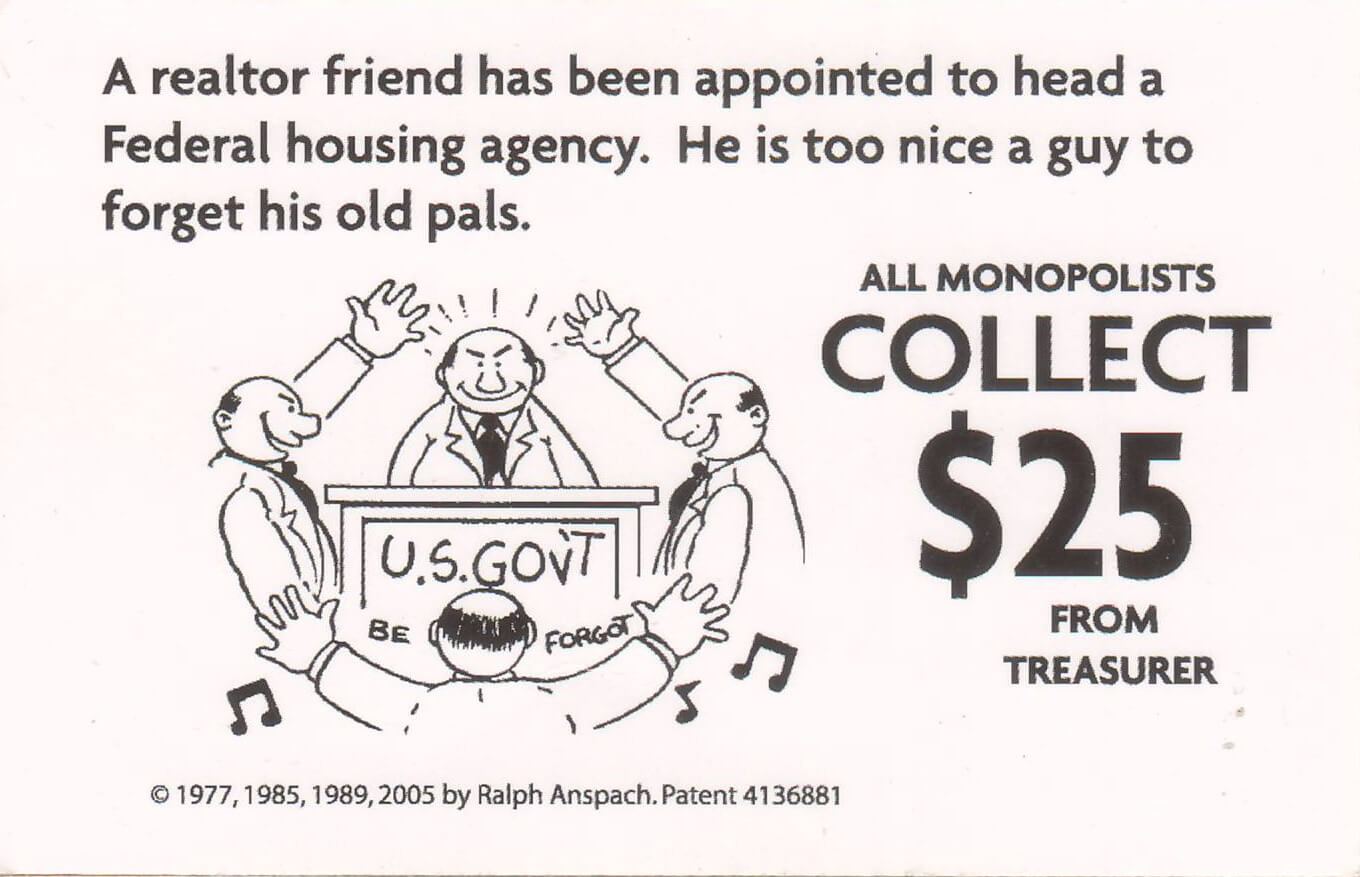 A realtor friend has been appointed to head a
Federal housing agency. He is too nice a guy to
forget his old pals.
ALL MONOPOLISTS
COLLECT
$25
FROM
TREASURER
U.S.GOV'T
BE FORGOT
© 1977, 1985, 1989, 2005 by Ralph Anspach. Patent 4136881